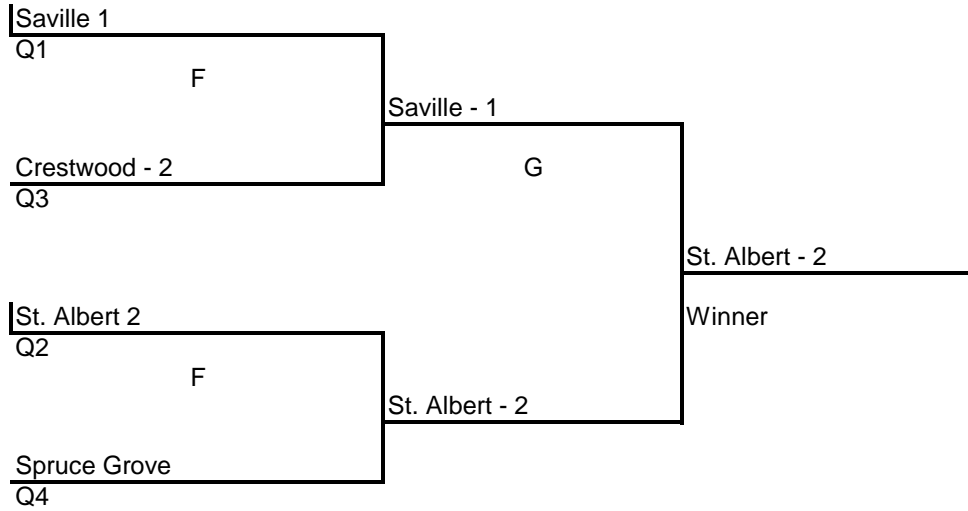 Saville 1
Q1
F
Saville - 1
Crestwood - 2
G
Q3
St. Albert - 2
St. Albert 2
Winner
Q2
F
St. Albert - 2
Spruce Grove
Q4